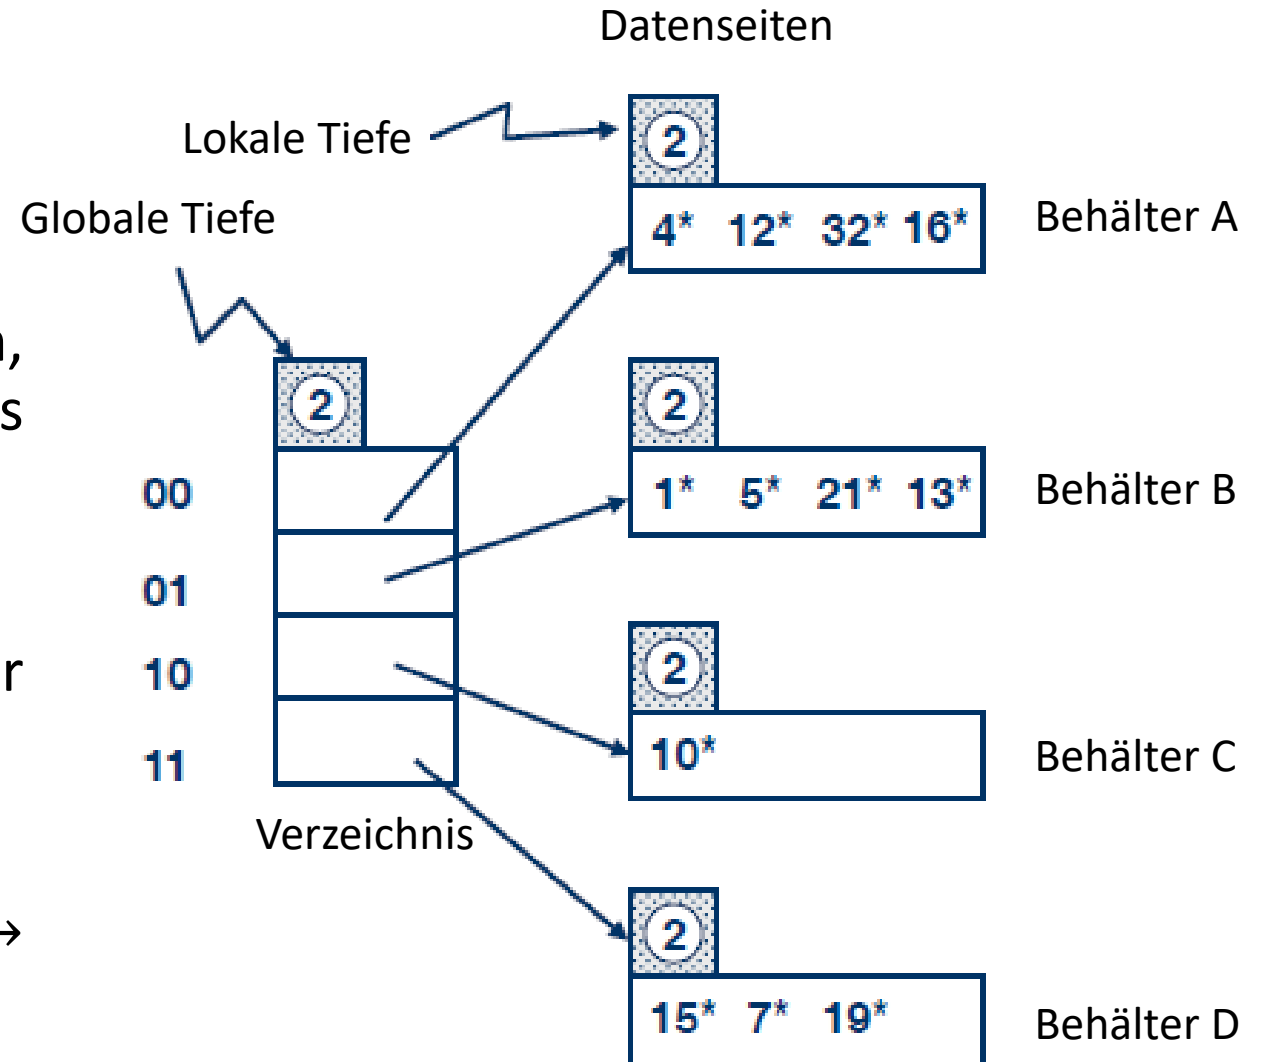 Datenseiten
Lokale Tiefe
2
4* 12* 32* 16*
Behälter A
Globale Tiefe
,
s
2
00
01
10
11
Verzeichnis
2
1* 5* 21* 13*
Behälter B
r
2
10*
Behälter C
→
2
15* 7* 19*
Behälter D